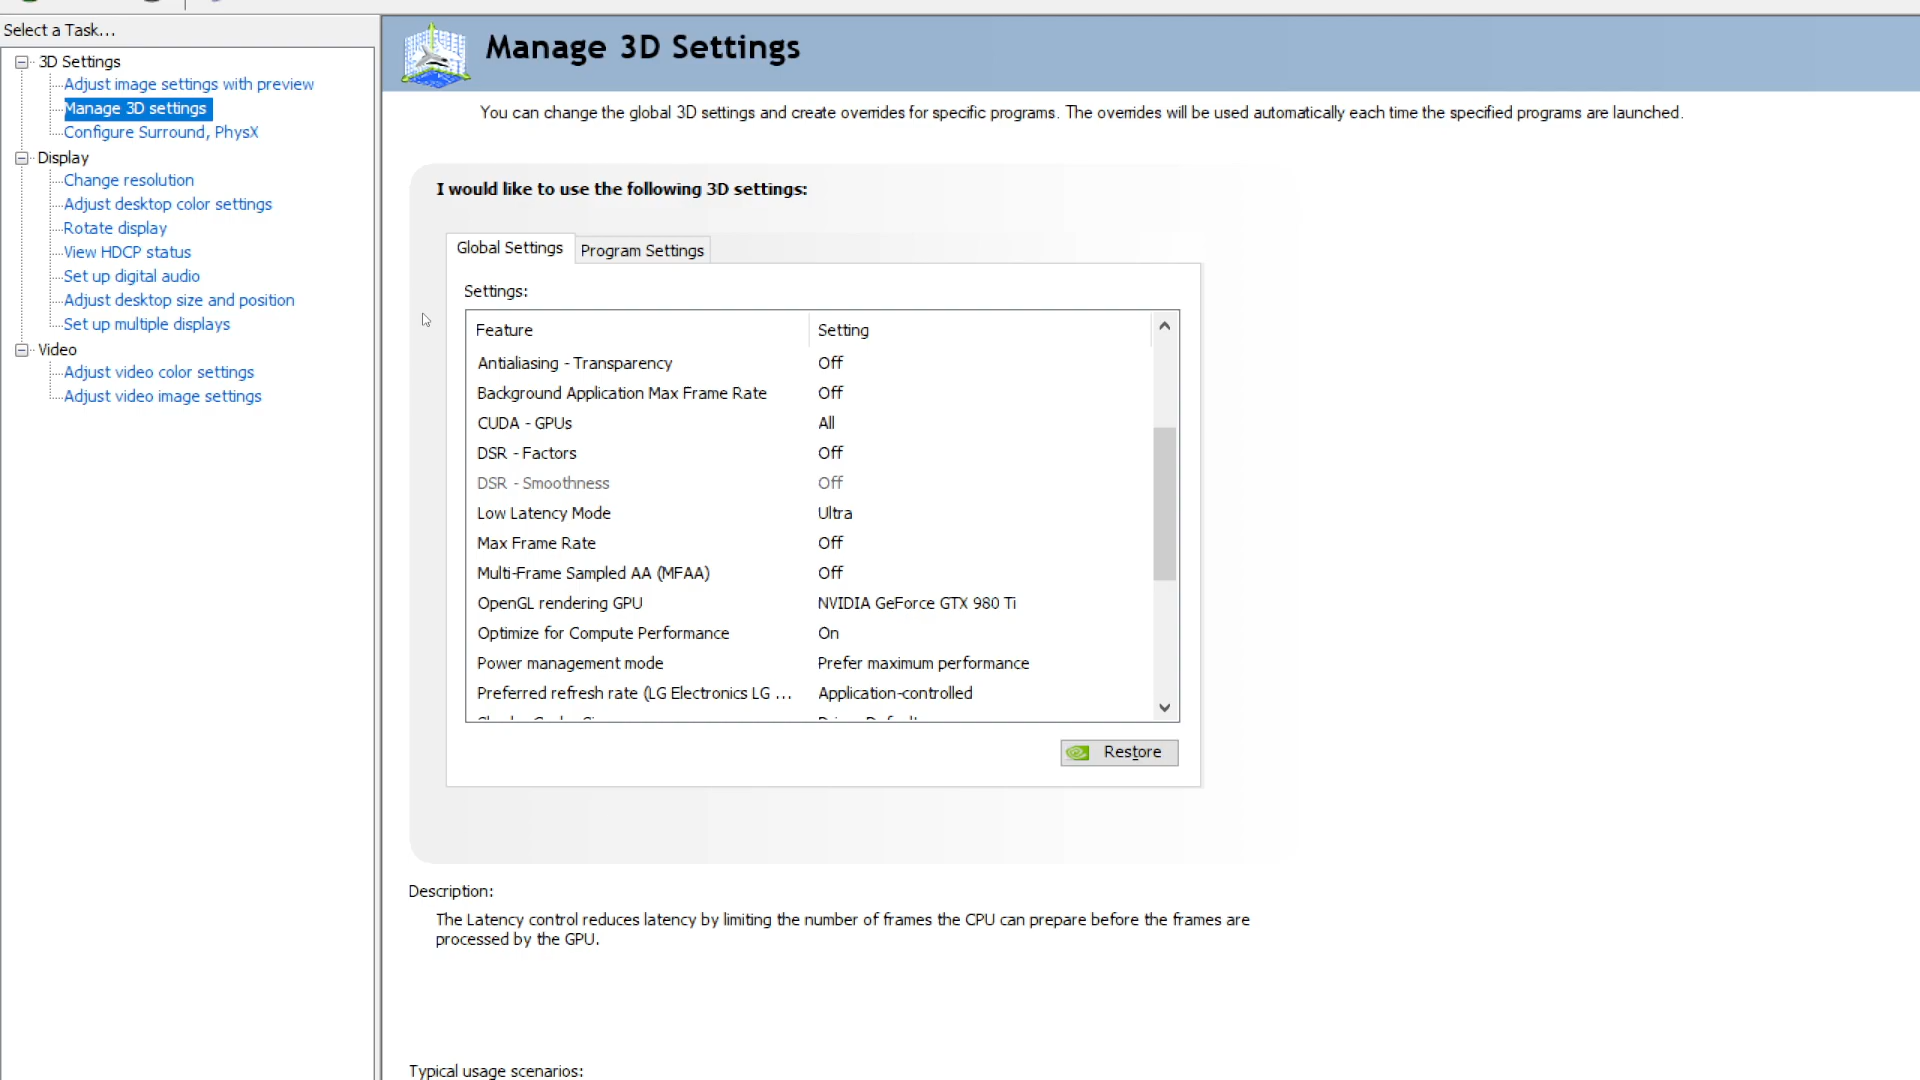 Select a Task...
3D Settings
Adjust image settings with preview
Manage 3D settings
Configure Surround, PhysX
Display
Change resolution
Adjust desktop color settings
Rotate display
View HDCP status
Set up digital audio
Adjust desktop size and position
Set up multiple displays
Video
Adjust video color settings
Adjust video image settings
Manage 3D Settings
You can change the global 3D settings and create overrides for specific programs. The overrides will be used automatically each time the specified programs are launched.
I would like to use the following 3D settings:
Global Settings Program Settings
Settings:
Feature Setting
Antialiasing - Transparency Off
Background Application Max Frame Rate Off
CUDA - GPUs All
DSR - Factors Off
DSR - Smoothness Off
Low Latency Mode Ultra
Max Frame Rate Off
Multi-Frame Sampled AA (MFAA) Off
OpenGL rendering GPU NVIDIA GeForce GTX 980 Ti
Optimize for Compute Performance On
Power management mode Prefer maximum performance
Preferred refresh rate (LG Electronics LG ... Application-controlled
Restore
Description:
The Latency control reduces latency by limiting the number of frames the CPU can prepare before the frames are
processed by the GPU.
Typical usage scenarios: